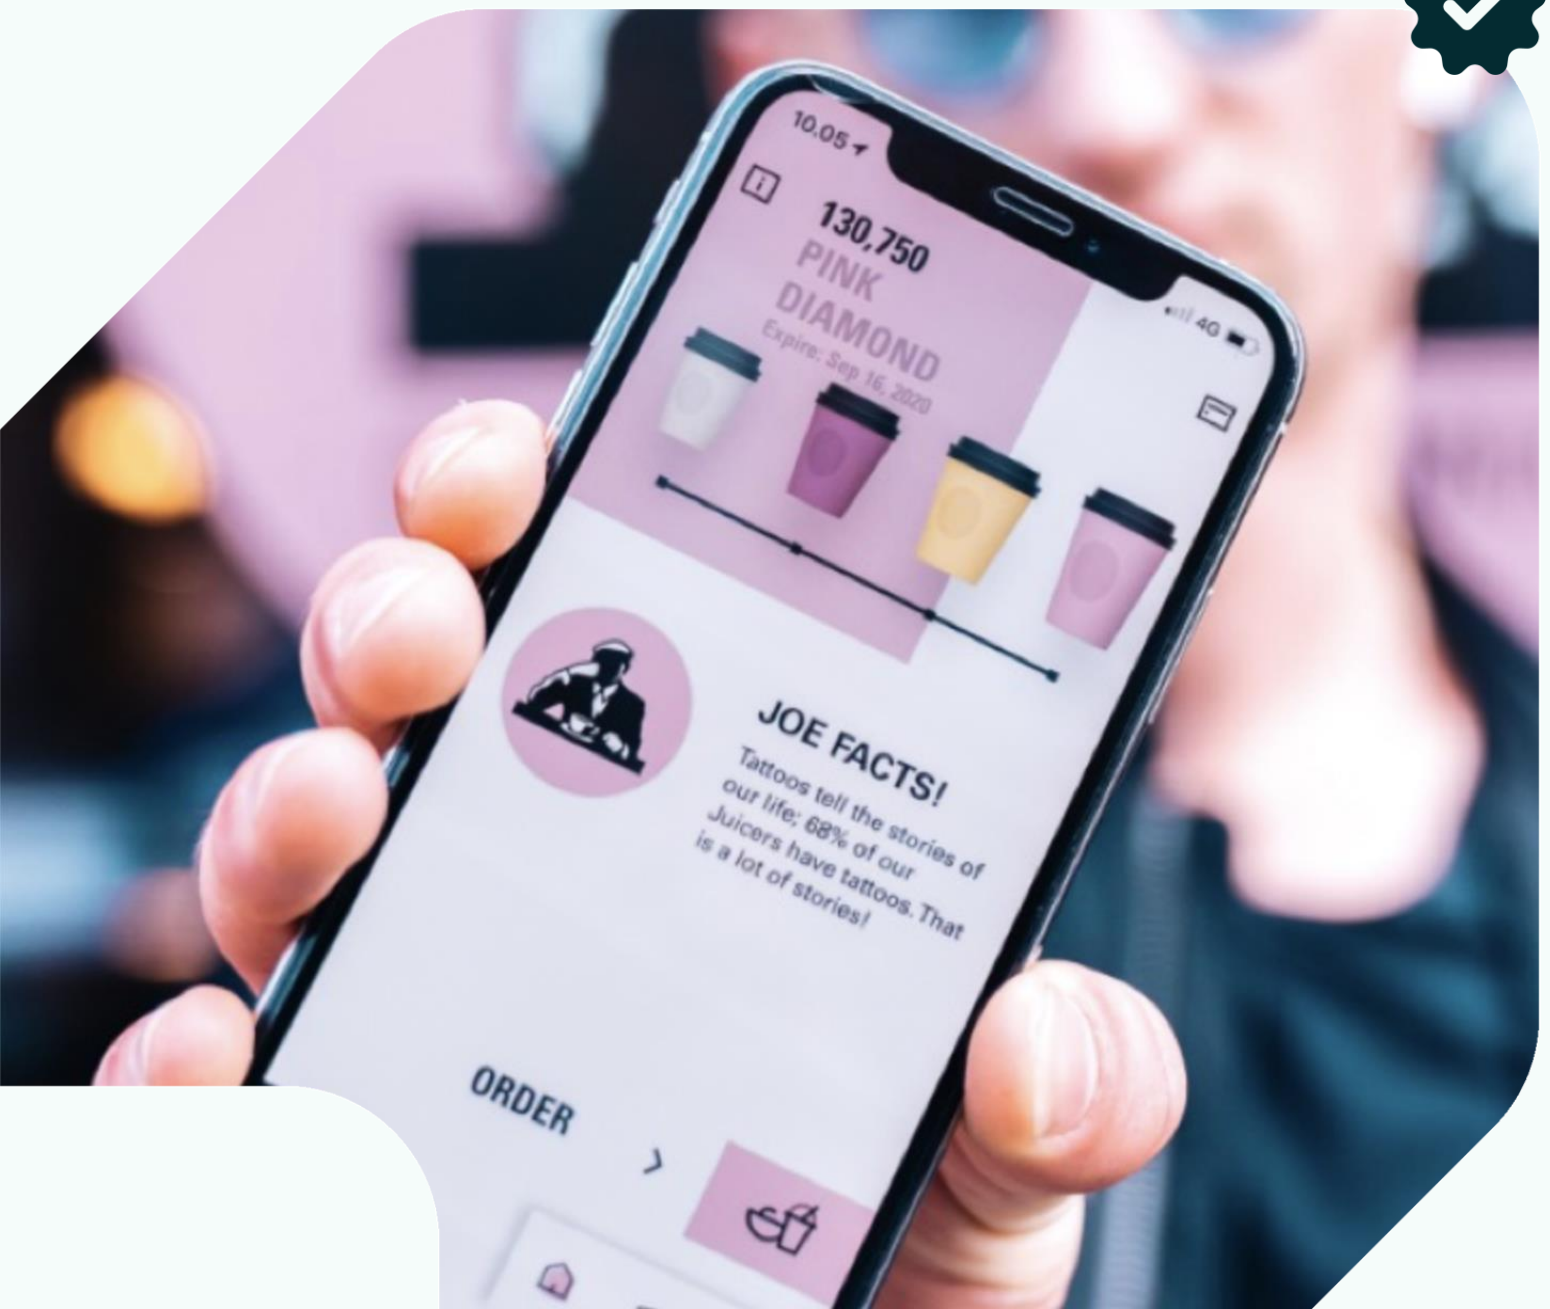 10.05
4G
130,750
PINK
DIAMOND
Expire: Sep 16, 2020
JOE FACTS!
Tattoos tell the stories of
our life; 68% of our
Juicers have tattoos. That
is a lot of stories!
ORDER